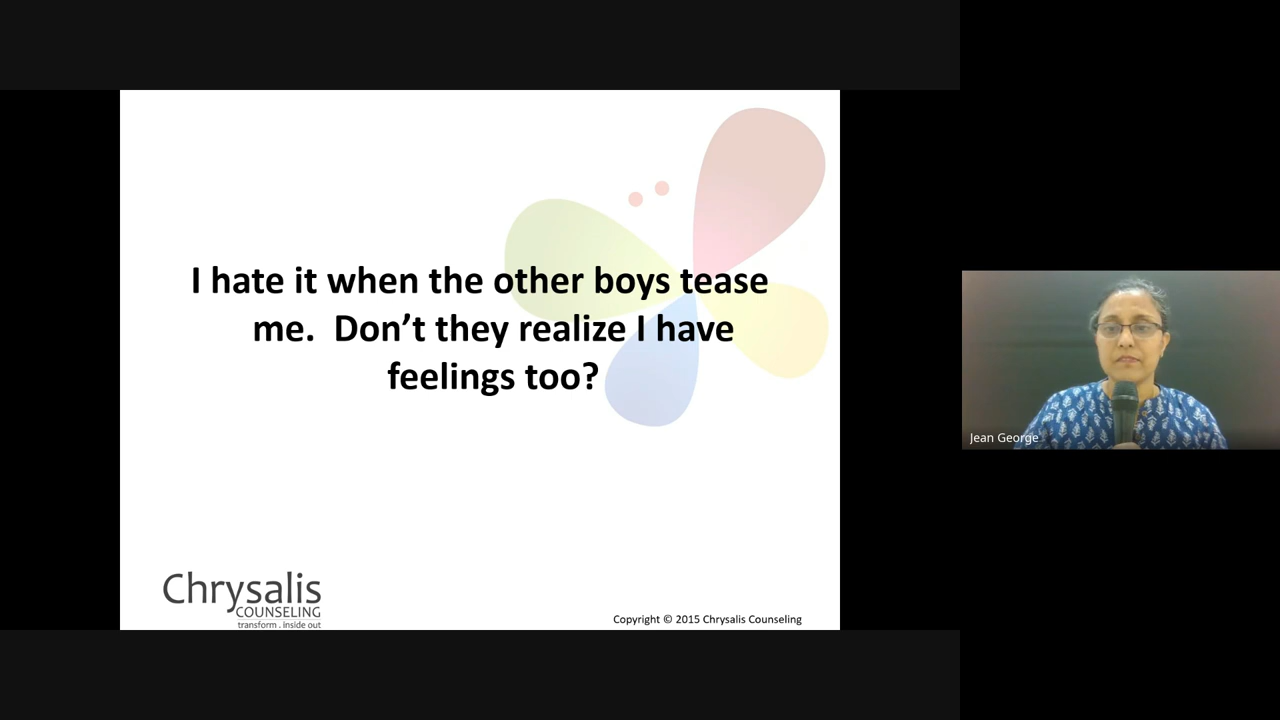 I hate it when the other boys tease
me.  Don’t they realize I have
feelings too?
Chrysalis
COUNSELING
transform . inside out
Copyright © 2015 Chrysalis Counseling
Jean George